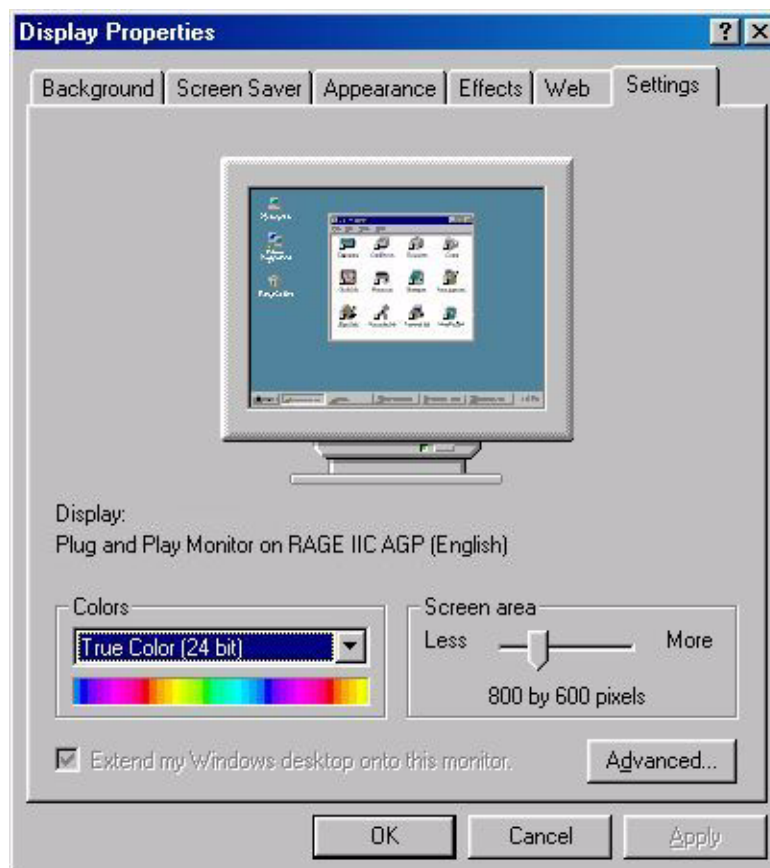 Display Properties
Background Screen Saver Appearance Effects Web Settings
Display:
Plug and Play Monitor on RAGE IIC AGP (English)
Colors
True Color (24 bit)
Screen area
Less More
800 by 600 pixels
Extend my Windows desktop onto this monitor.
Advanced...
OK Cancel Apply